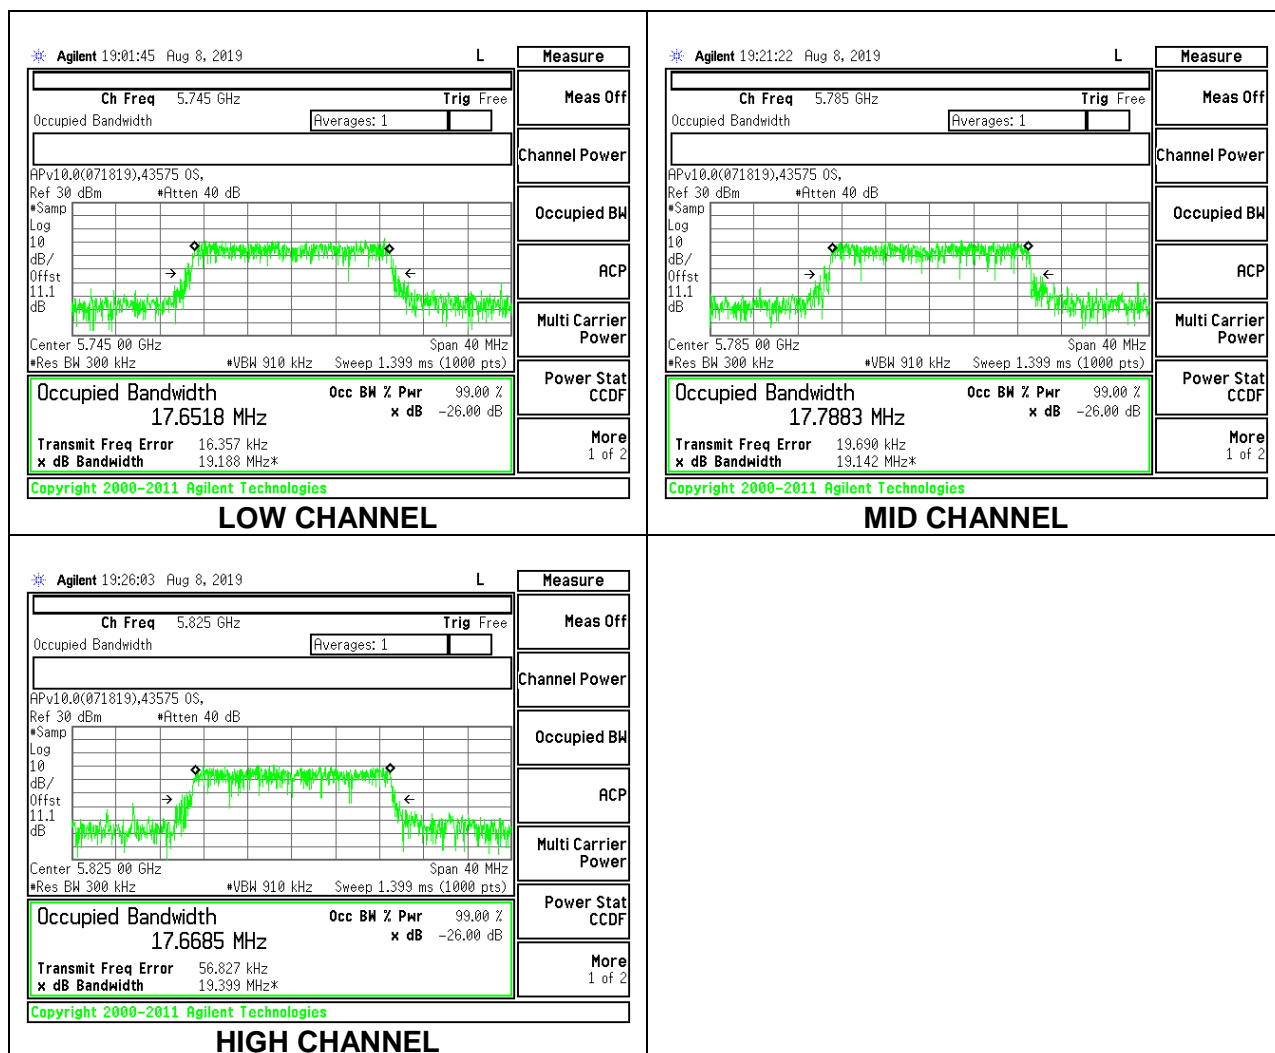 Agilent 19:01:45 Aug 8, 2019 L Measure
Ch Freq 5.745 GHz Trig Free Meas Off
Occupied Bandwidth Averages: 1
Channel Power
APv10.0(071819),43575 OS,
Ref 30 dBm #Atten 40 dB
#Samp Occupied BW
Log
10
dB/
Offst ACP
11.1
dB
Multi Carrier
Power
Center 5.745 00 GHz Span 40 MHz
#Res BW 300 kHz #VBW 910 kHz Sweep 1.399 ms (1000 pts)
Power Stat
CCDF
Occupied Bandwidth Occ BW % Pwr 99.00 %
17.6518 MHz x dB -26.00 dB
More
1 of 2
Transmit Freq Error 16.357 kHz
x dB Bandwidth 19.188 MHz*
Copyright 2000-2011 Agilent Technologies
LOW CHANNEL
Agilent 19:21:22 Aug 8, 2019 L Measure
Ch Freq 5.785 GHz Trig Free Meas Off
Occupied Bandwidth Averages: 1
Channel Power
APv10.0(071819),43575 OS,
Ref 30 dBm #Atten 40 dB
#Samp Occupied BW
Log
10
dB/
Offst ACP
11.1
dB
Multi Carrier
Power
Center 5.785 00 GHz Span 40 MHz
#Res BW 300 kHz #VBW 910 kHz Sweep 1.399 ms (1000 pts)
Power Stat
CCDF
Occupied Bandwidth Occ BW % Pwr 99.00 %
17.7883 MHz x dB -26.00 dB
More
1 of 2
Transmit Freq Error 19.690 kHz
x dB Bandwidth 19.142 MHz*
Copyright 2000-2011 Agilent Technologies
MID CHANNEL
Agilent 19:26:03 Aug 8, 2019 L Measure
Ch Freq 5.825 GHz Trig Free Meas Off
Occupied Bandwidth Averages: 1
Channel Power
APv10.0(071819),43575 OS,
Ref 30 dBm #Atten 40 dB
#Samp Occupied BW
Log
10
dB/
Offst ACP
11.1
dB
Multi Carrier
Power
Center 5.825 00 GHz Span 40 MHz
#Res BW 300 kHz #VBW 910 kHz Sweep 1.399 ms (1000 pts)
Power Stat
CCDF
Occupied Bandwidth Occ BW % Pwr 99.00 %
17.6685 MHz x dB -26.00 dB
More
1 of 2
Transmit Freq Error 56.827 kHz
x dB Bandwidth 19.399 MHz*
Copyright 2000-2011 Agilent Technologies
HIGH CHANNEL